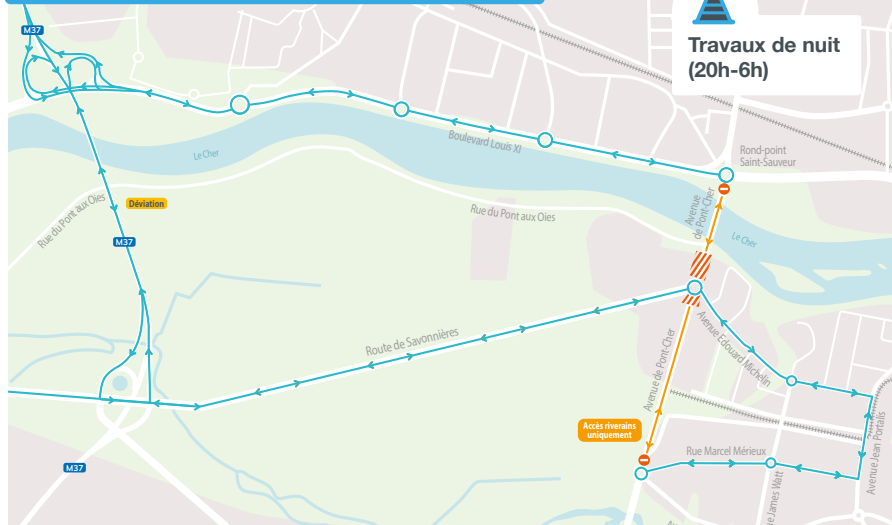 M37
Travaux de nuit
(20h-6h)
Le Cher
Boulevard Louis XI
Rond-point
Saint-Sauveur
Rue du Pont aux Oies
Déviation
Rue du Pont aux Oies
Avenue
de Pont-Cher
Le Cher
M37
Route de Savonnières
Avenue Edouard Michelin
Avenue de Pont-Cher
Accès riverains
uniquement
Rue Marcel Mérieux
Avenue Jean Portalis
James Watt
M37